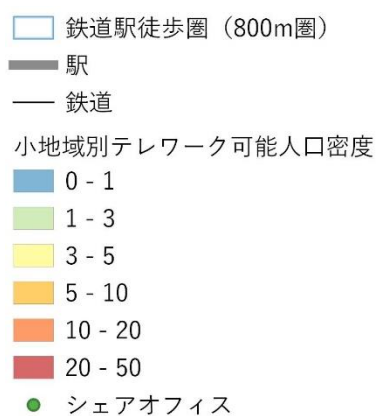 鉄道駅徒歩圏（800m圏）
駅
鉄道
小地域別テレワーク可能人口密度
0 - 1
1 - 3
3 - 5
5 - 10
10 - 20
20 - 50
シェアオフィス